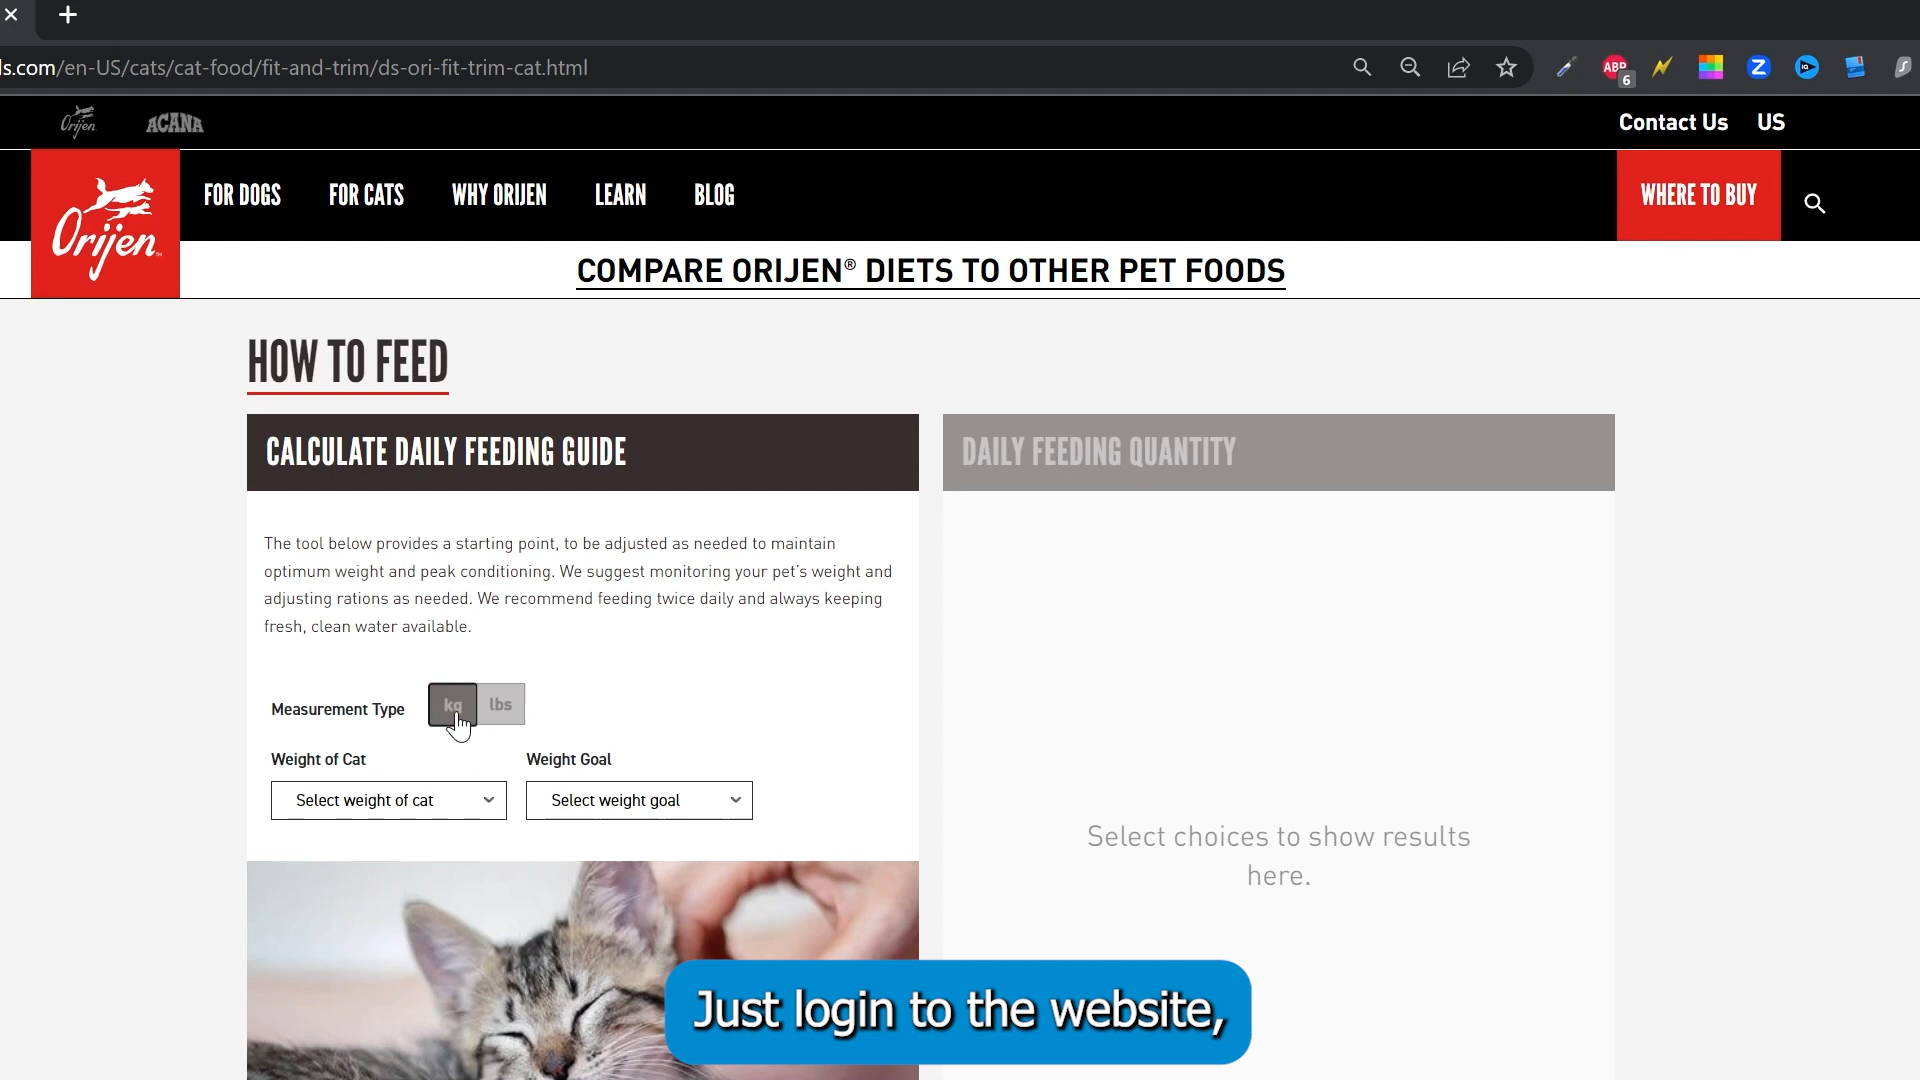 ls.com/en-US/cats/cat-food/fit-and-trim/ds-ori-fit-trim-cat.html
ABP
6
Z
Orijen
ACANA
Contact Us
US
Orijen
FOR DOGS
FOR CATS
WHY ORIJEN
LEARN
BLOG
WHERE TO BUY
COMPARE ORIJEN® DIETS TO OTHER PET FOODS
HOW TO FEED
CALCULATE DAILY FEEDING GUIDE
The tool below provides a starting point, to be adjusted as needed to maintain
optimum weight and peak conditioning. We suggest monitoring your pet's weight and
adjusting rations as needed. We recommend feeding twice daily and always keeping
fresh, clean water available.
Measurement Type
kg
lbs
Weight of Cat
Weight Goal
Select weight of cat
Select weight goal
DAILY FEEDING QUANTITY
Select choices to show results
here.
Just login to the website,